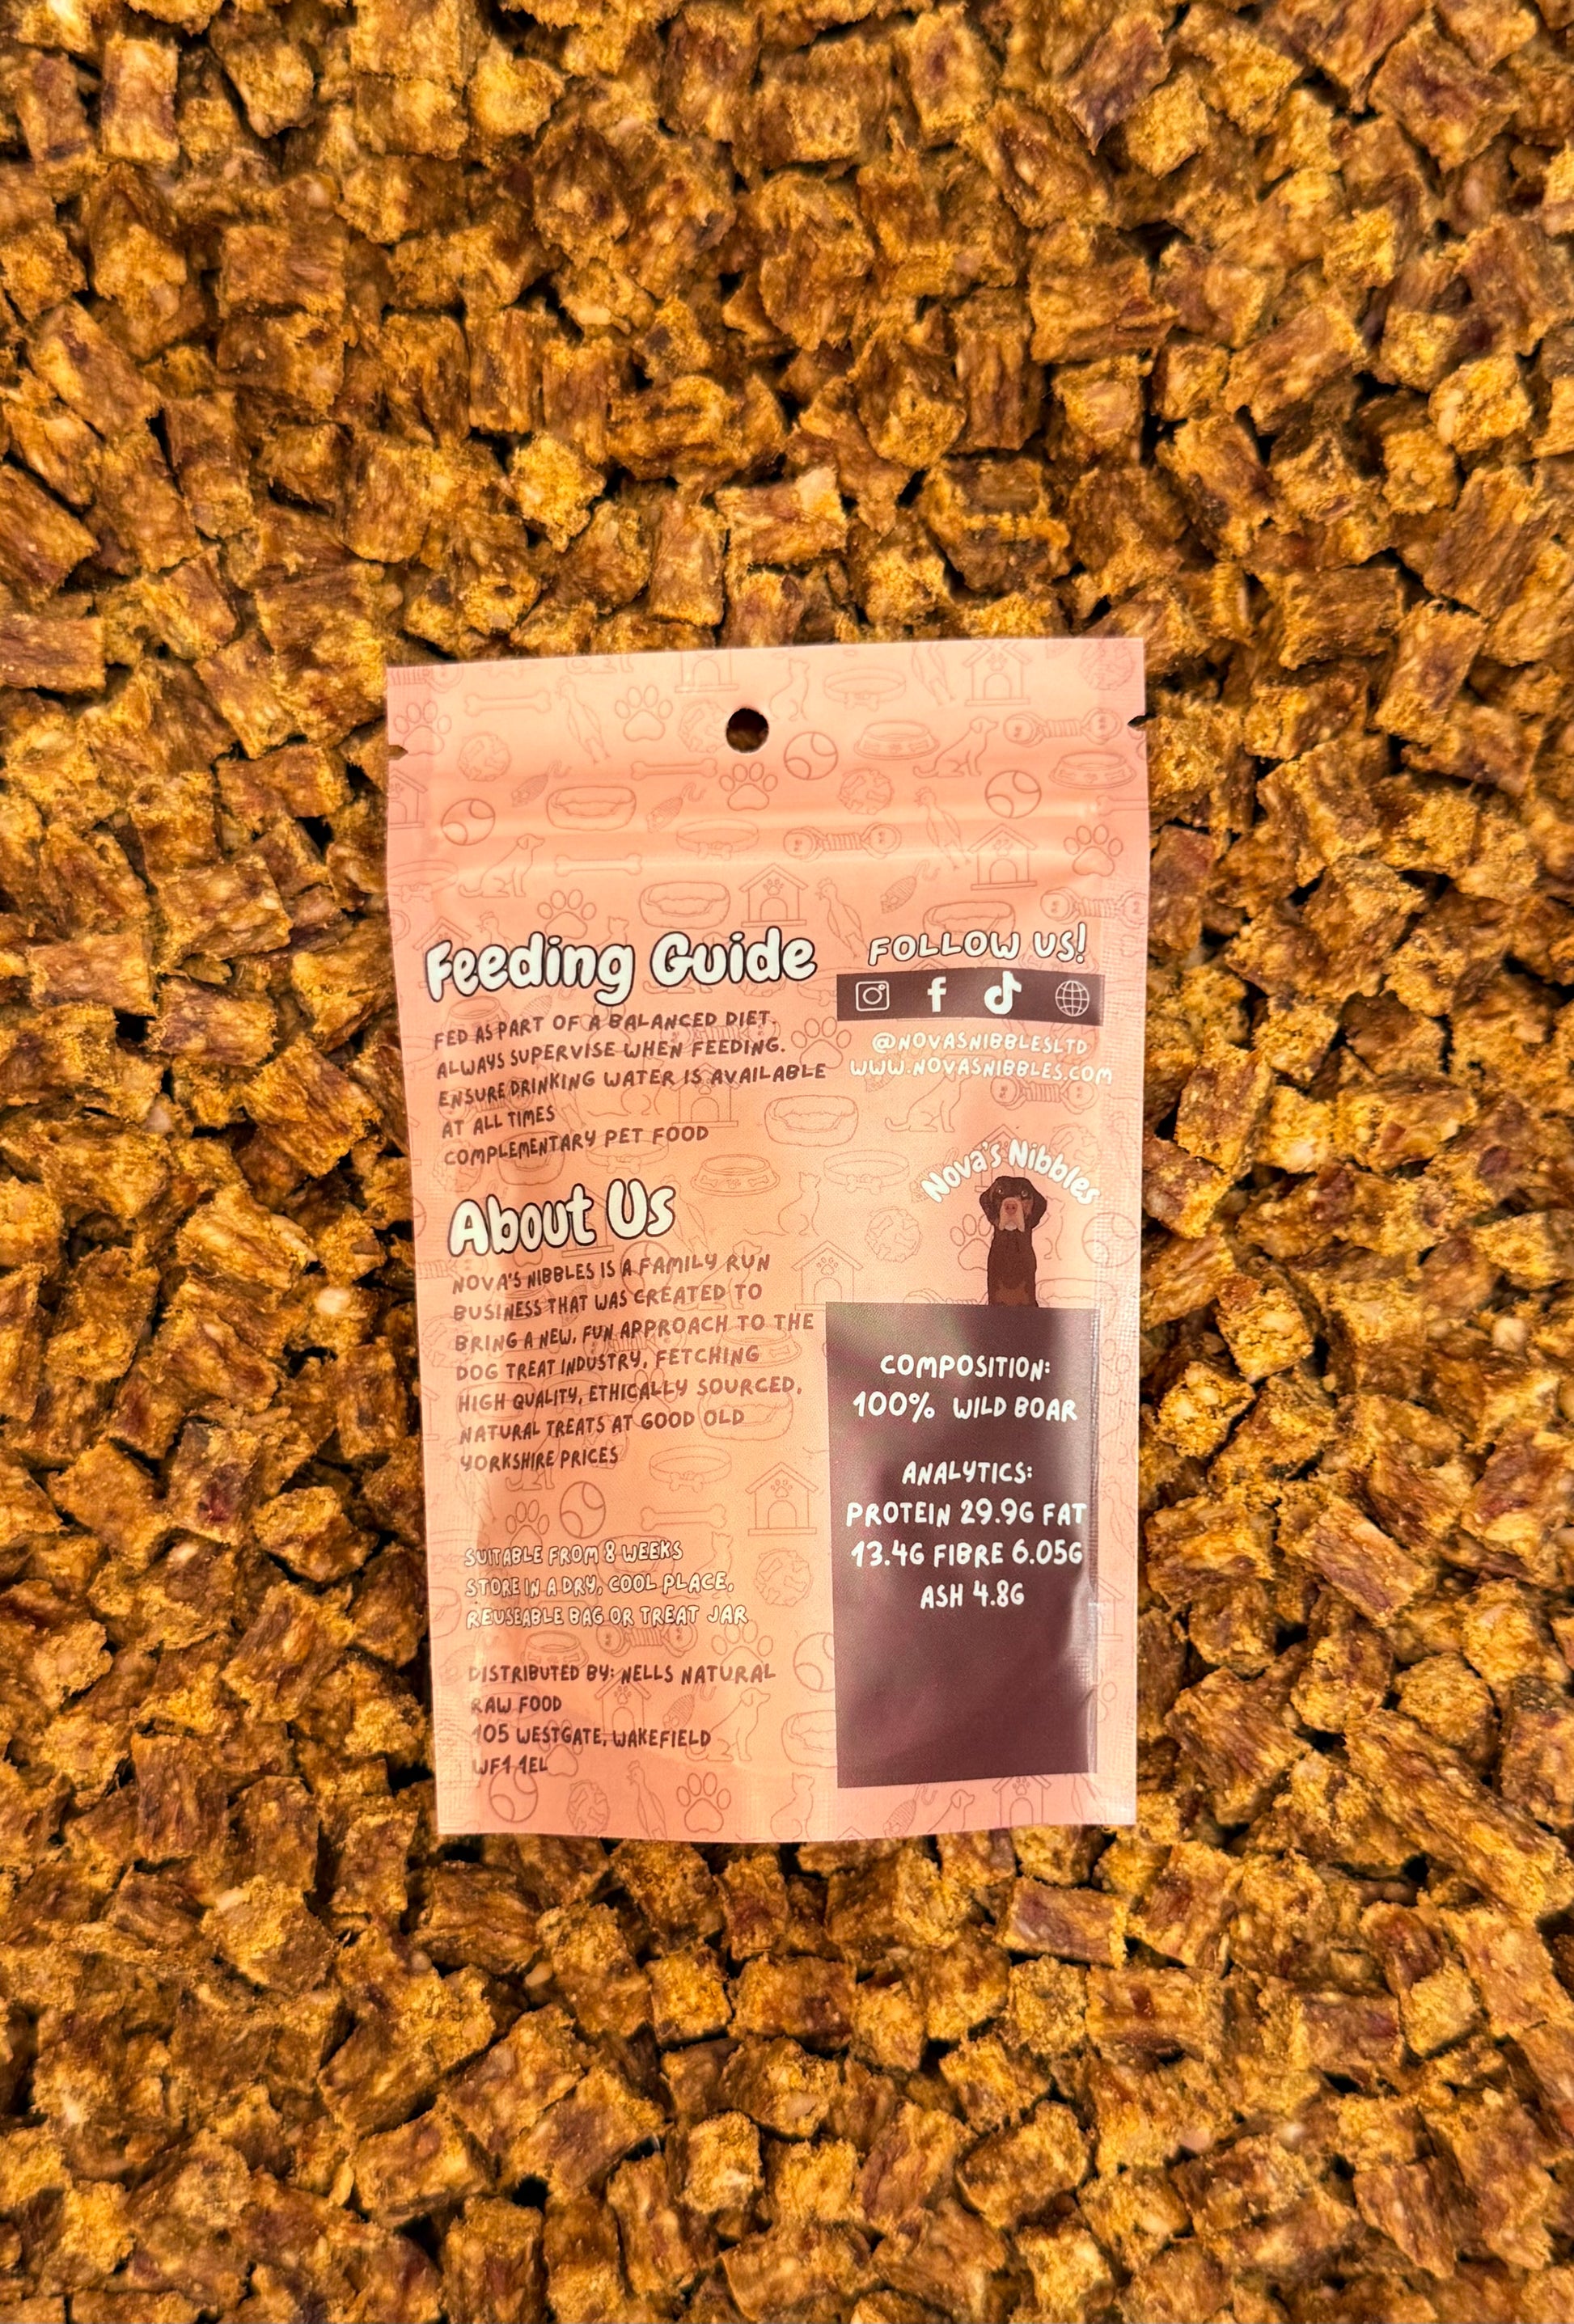 Feeding Guide
FED AS PART OF A BALANCED DIET.
ALWAYS SUPERVISE WHEN FEEDING.
ENSURE DRINKING WATER IS AVAILABLE
AT ALL TIMES
COMPLEMENTARY PET FOOD
About Us
NOVA'S NIBBLES IS A FAMILY RUN
BUSINESS THAT WAS CREATED TO
BRING A NEW, FUN APPROACH TO THE
DOG TREAT INDUSTRY, FETCHING
HIGH QUALITY, ETHICALLY SOURCED,
NATURAL TREATS AT GOOD OLD
YORKSHIRE PRICES
SUITABLE FROM 8 WEEKS
STORE IN A DRY, COOL PLACE,
REUSEABLE BAG OR TREAT JAR
DISTRIBUTED BY: NELLS NATURAL
RAW FOOD
105 WESTGATE, WAKEFIELD
WF1 1EL
FOLLOW US!
@NOVASNIBBLESLTD
WWW.NOVASNIBBLES.COM
Nova's Nibbles
COMPOSITION:
100% WILD BOAR
ANALYTICS:
PROTEIN 29.9G FAT
13.4G FIBRE 6.05G
ASH 4.8G